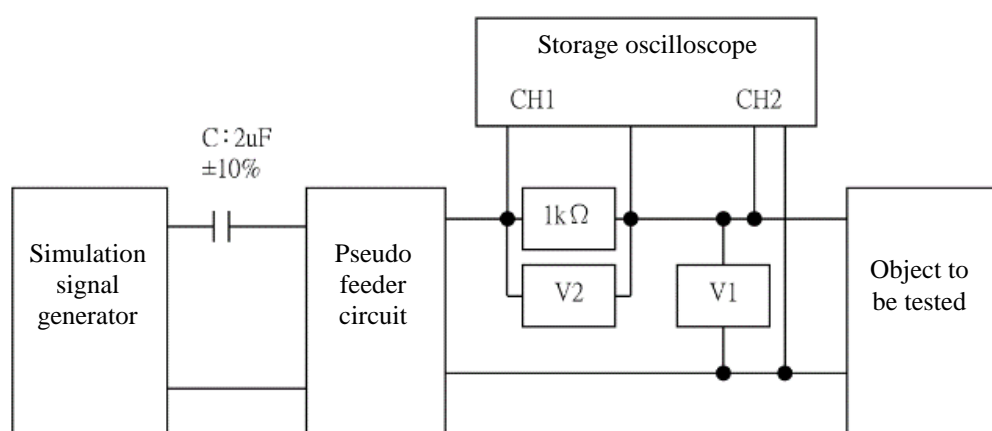 Storage oscilloscope
CH1
CH2
C:2uF
±10%
1kΩ
V2
V1
Simulation
signal
generator
Pseudo
feeder
circuit
Object to
be tested